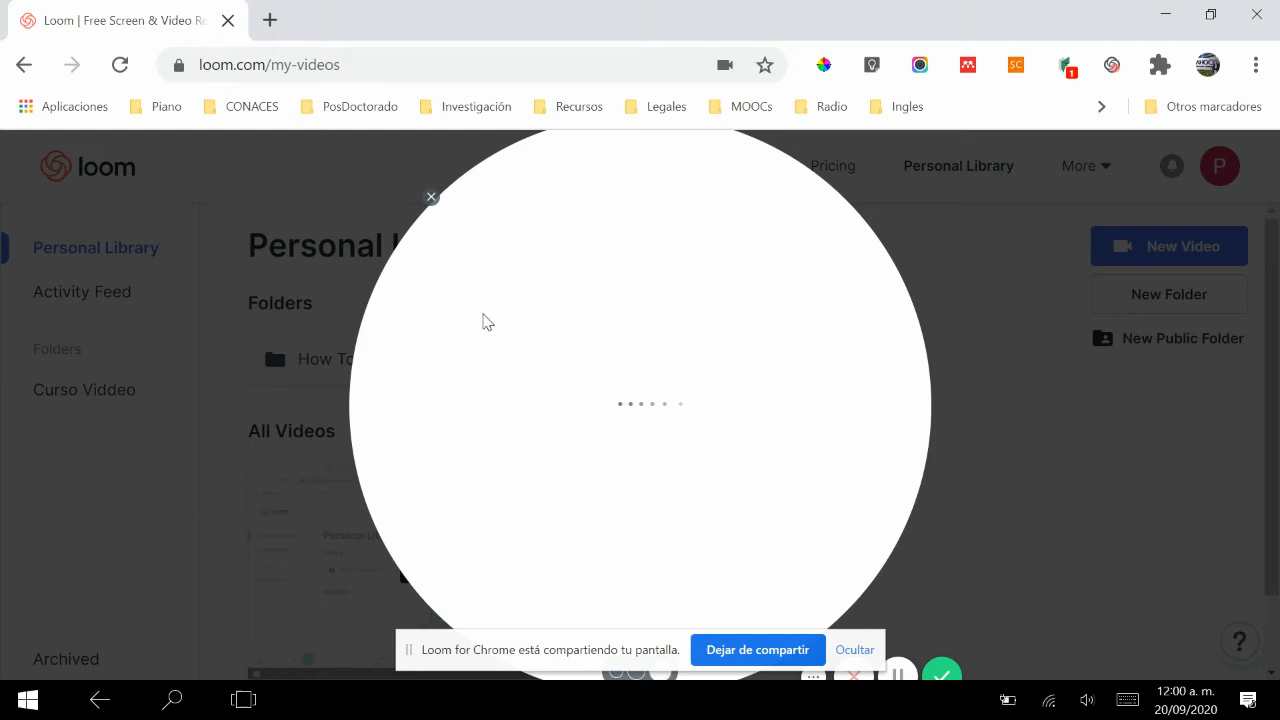 Loom | Free Screen & Video Re
loom.com/my-videos
SC
1
Aplicaciones
Piano
CONACES
PosDoctorado
Investigación
Recursos
Legales
MOOCs
Radio
Ingles
Otros marcadores
loom
Pricing
Personal Library
More
P
Personal Library
Activity Feed
Folders
Curso Viddeo
Archived
Personal
Folders
How To
All Videos
New Video
New Folder
New Public Folder
Loom for Chrome está compartiendo tu pantalla.
Dejar de compartir
Ocultar
?
12:00 a. m.
20/09/2020